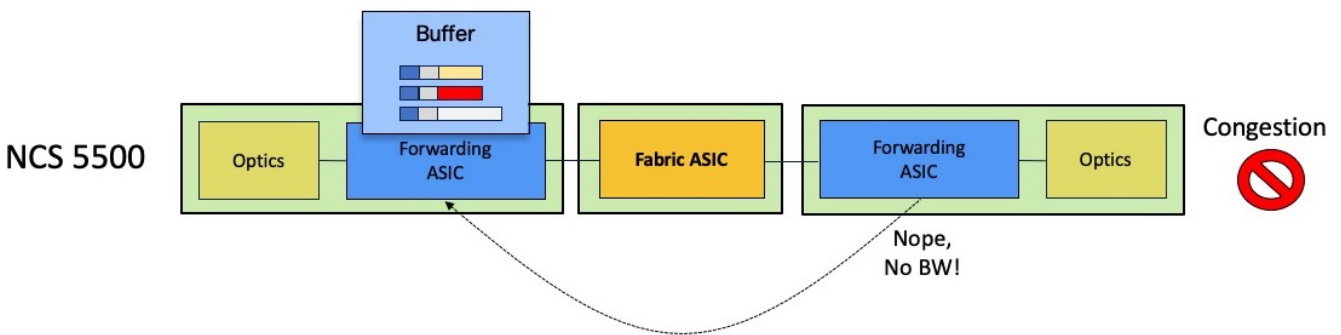 Buffer
NCS 5500
Optics
Forwarding
ASIC
Fabric ASIC
Forwarding
ASIC
Optics
Congestion
Nope,
No BW!